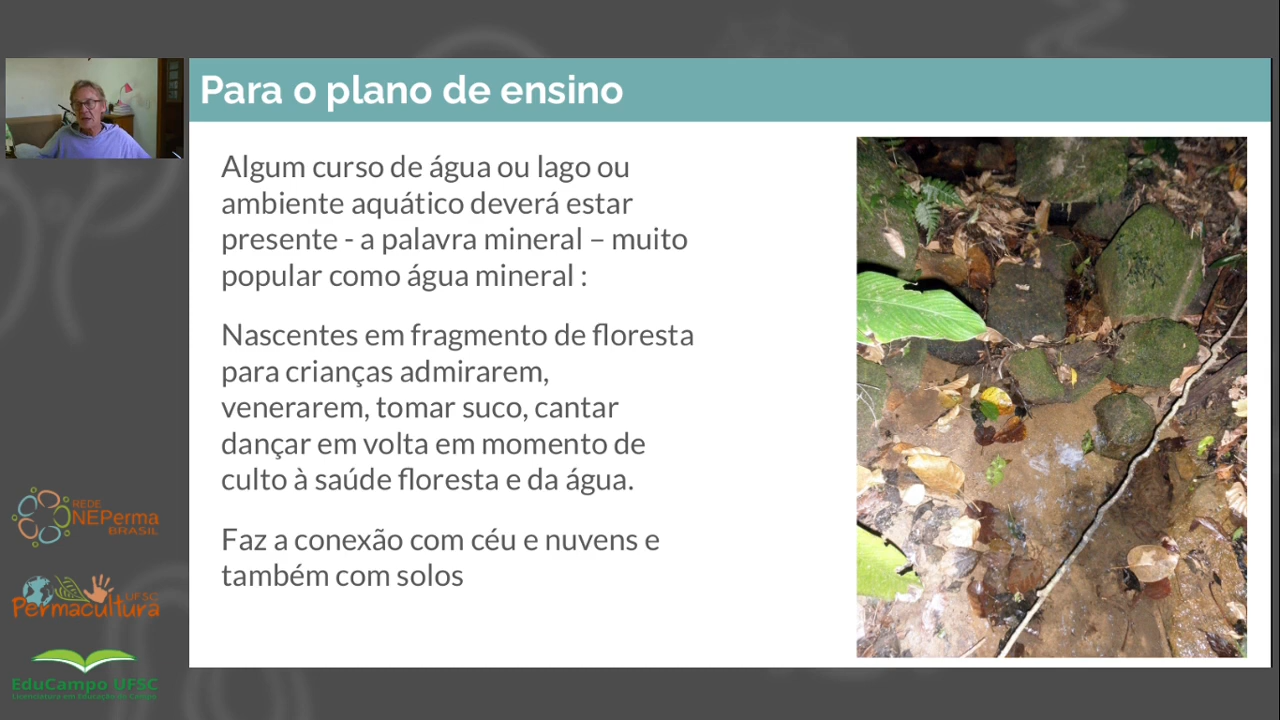 Para o plano de ensino
Algum curso de água ou lago ou
ambiente aquático deverá estar
presente - a palavra mineral – muito
popular como água mineral :
Nascentes em fragmento de floresta
para crianças admirarem,
venerarem, tomar suco, cantar
dançar em volta em momento de
culto à saúde floresta e da água.
Faz a conexão com céu e nuvens e
também com solos
REDE
NEPerma
BRASIL
UFSC
Permacultura
EduCampo UFSC
Licenciatura em Educação do Campo